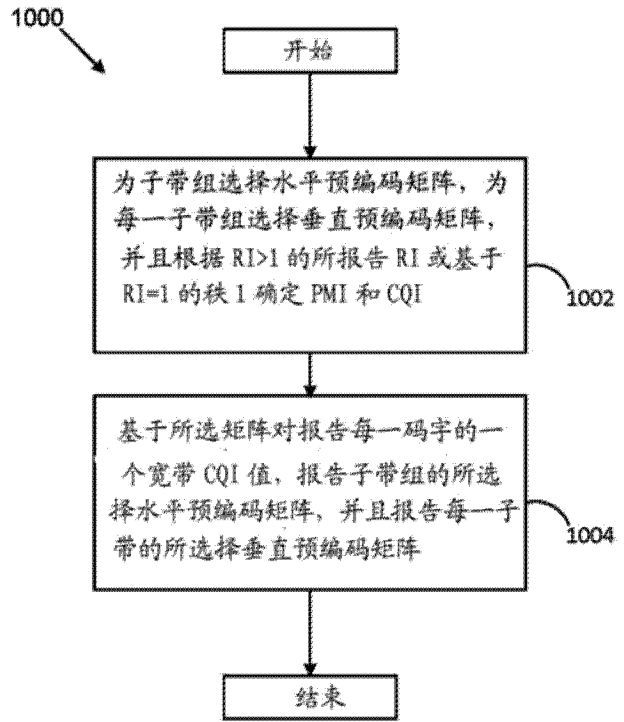 1000
开始
为子带组选择水平预编码矩阵，为
每一子带组选择垂直预编码矩阵，
并且根据 RI>1 的所报告 RI 或基于
RI=1 的秩 1 确定 PMI 和 CQI
1002
基于所选矩阵对报告每一码字的一
个宽带 CQI 值，报告子带组的所选
择水平预编码矩阵，并且报告每一子
带的所选择垂直预编码矩阵
1004
结束